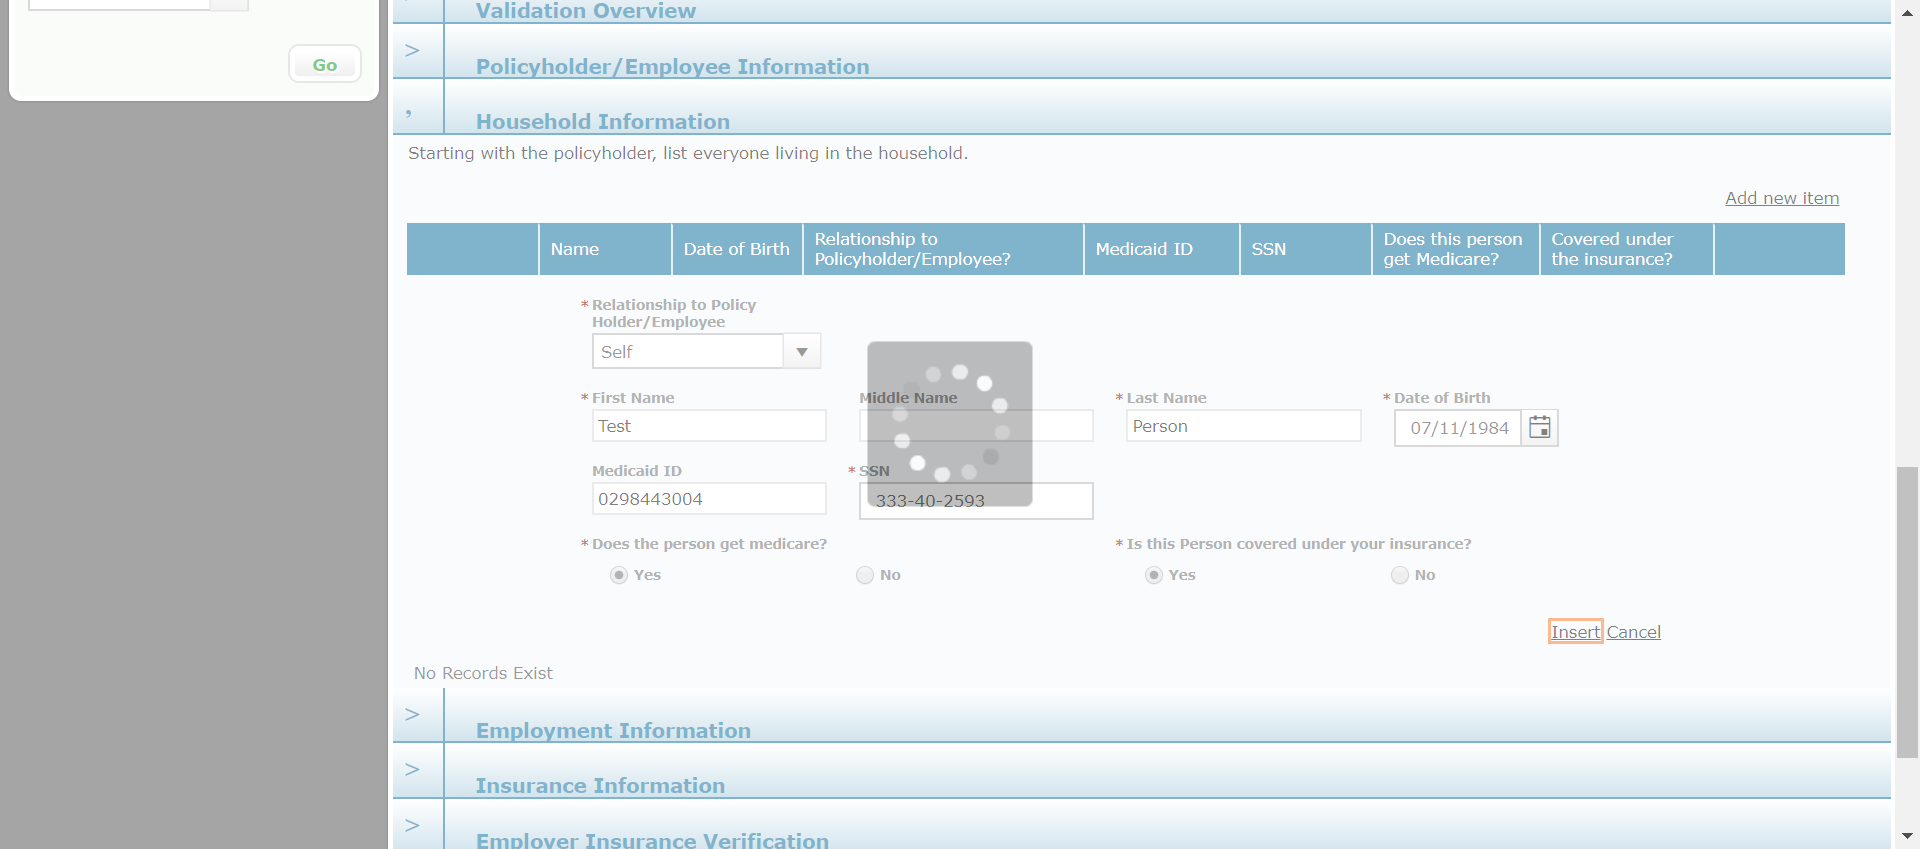 Validation Overview
Go
>
Policyholder/Employee Information
,
Household Information
Starting with the policyholder, list everyone living in the household.
Add new item
Name
Date of Birth
Relationship to
Policyholder/Employee?
Medicaid ID
SSN
Does this person
get Medicare?
Covered under
the insurance?
* Relationship to Policy
Holder/Employee
Self
* First Name
Middle Name
* Last Name
* Date of Birth
Test
Person
07/11/1984
Medicaid ID
* SSN
0298443004
333-40-2593
* Does the person get medicare?
* Is this Person covered under your insurance?
Yes
No
Yes
No
Insert Cancel
No Records Exist
>
Employment Information
>
Insurance Information
>
Employer Insurance Verification